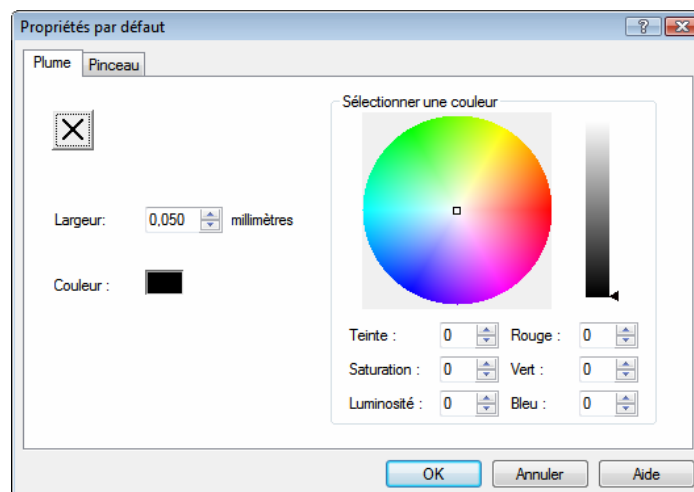 Propriétés par défaut
Plume Pinceau
Sélectionner une couleur
Largeur: 0,050 millimètres
Couleur :
Teinte : 0 Rouge : 0
Saturation : 0 Vert : 0
Luminosité : 0 Bleu : 0
OK Annuler Aide